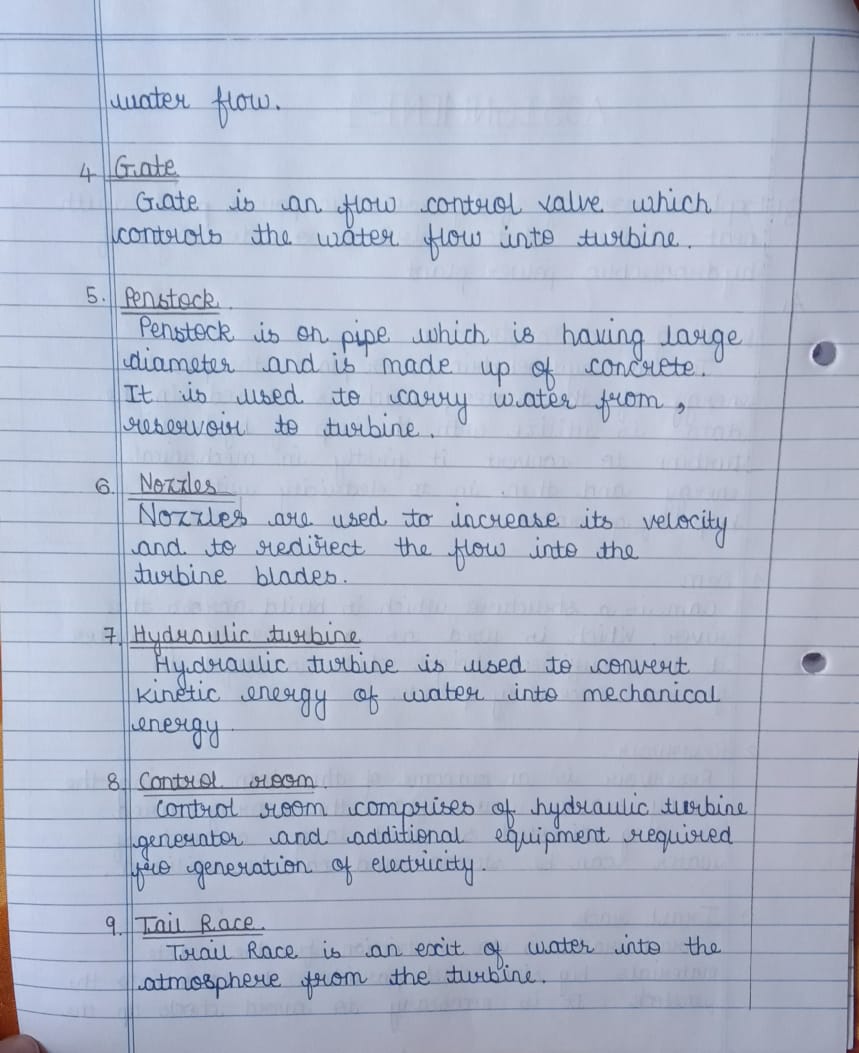 water flow.
4 Gate
Gate is an flow control valve which
controls the water flow into turbine.
5. Penstock.
Penstock is on pipe which is having large
diameter and is made up of concrete.
It is used to carry water from,
reservoir to turbine.
6. Nozzles
Nozzles are used to increase its velocity
and to redirect the flow into the
turbine blades.
7. Hydraulic turbine
Hydraulic turbine is used to convert
kinetic energy of water into mechanical
energy
8. Control room.
Control room comprises of hydraulic turbine
generator and additional equipment required
generation of electricity.
9. Tail Race.
Trail Race is an exit of water into the
atmosphere from the turbine.